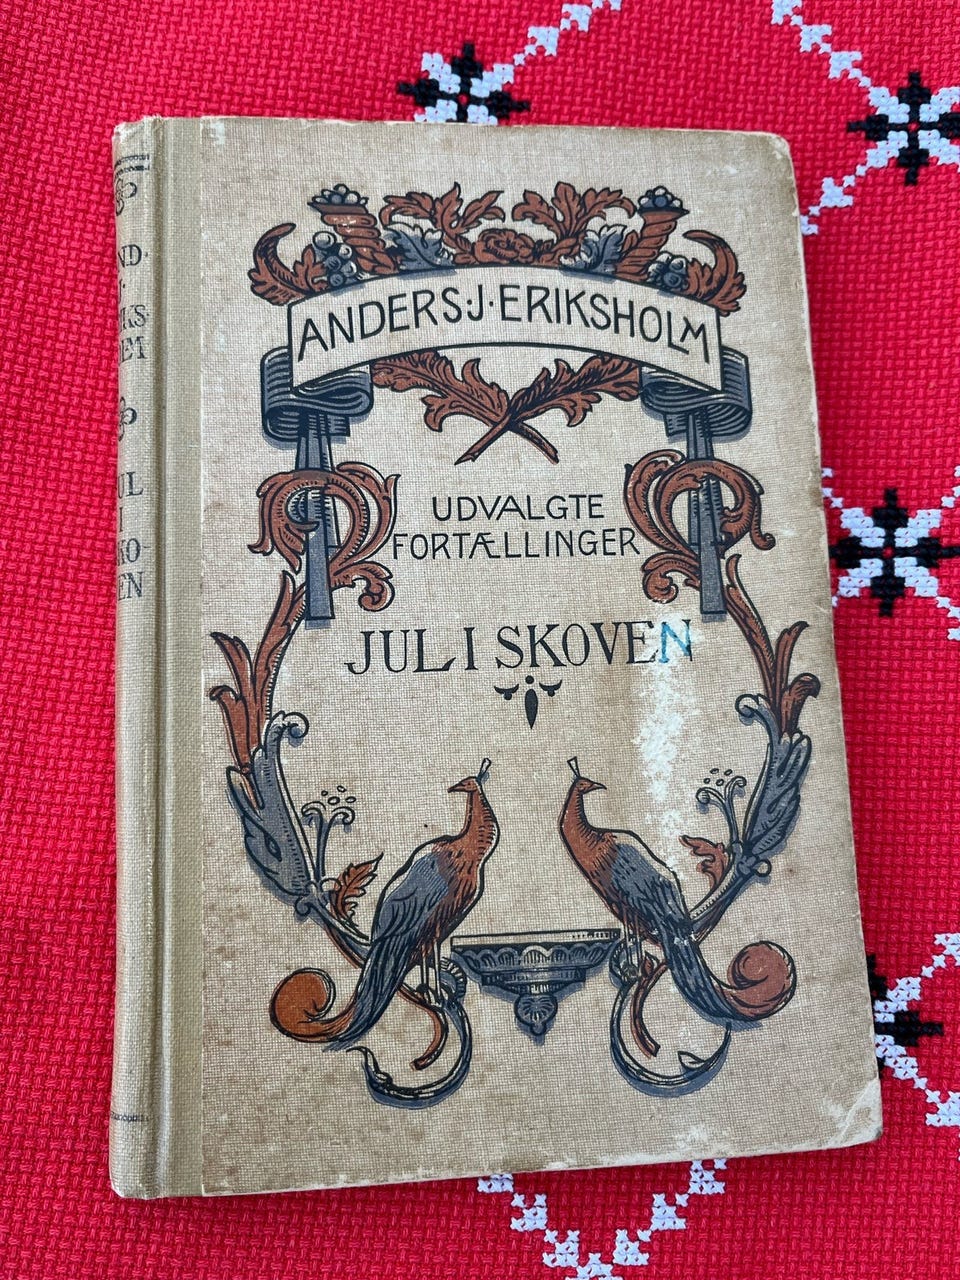 ANDERS·J·ERIKSHOLM
UDVALGTE
FORTÆLLINGER
JUL I SKOVEN